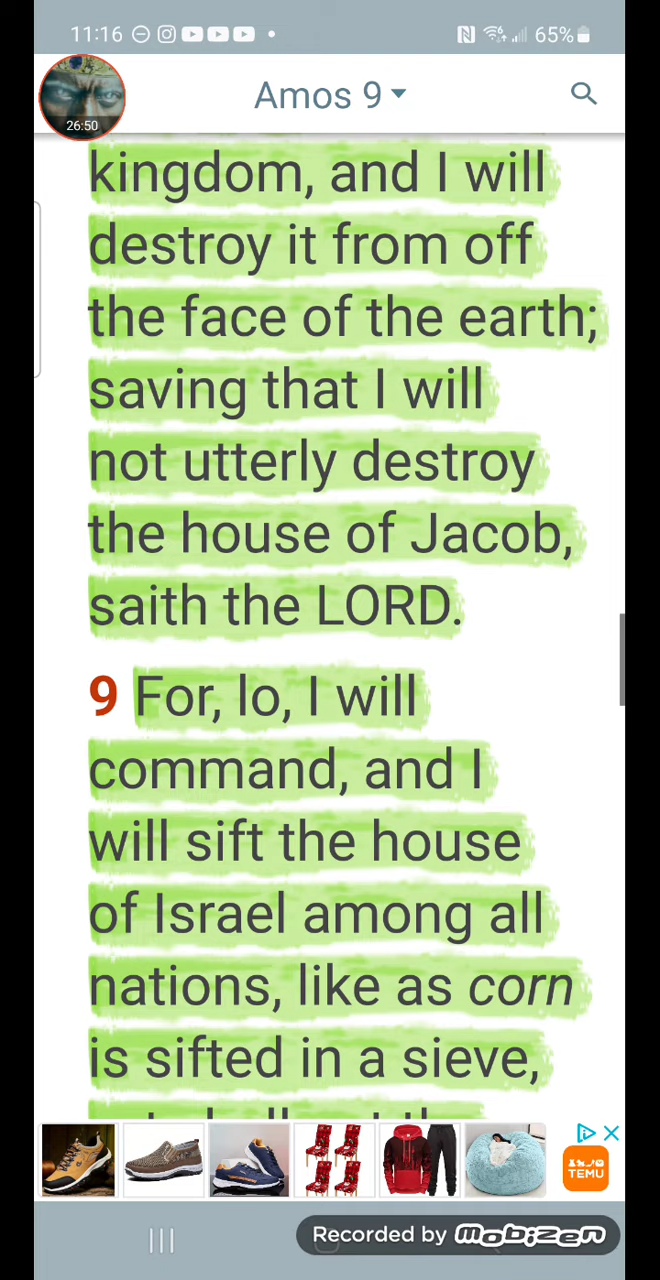 11:16
65%
26:50
Amos 9
kingdom, and I will
destroy it from off
the face of the earth;
saving that I will
not utterly destroy
the house of Jacob,
saith the LORD.
9 For, lo, I will
command, and I
will sift the house
of Israel among all
nations, like as corn
is sifted in a sieve,
TEMU
Recorded by Mobizen